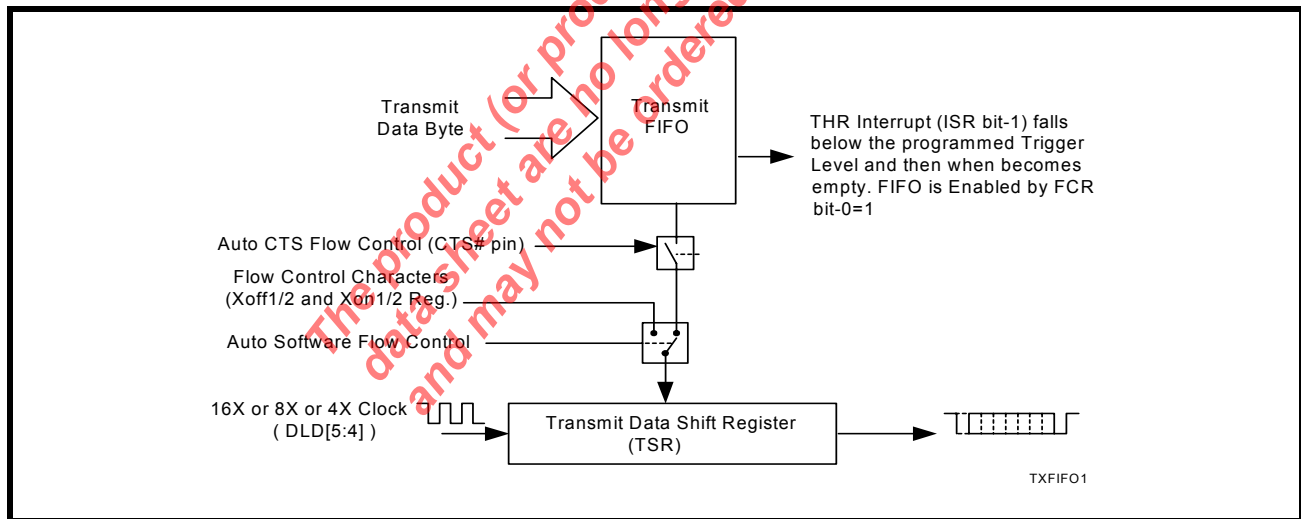 Transmit
Data Byte
Transmit
FIFO
THR Interrupt (ISR bit-1) falls
below the programmed Trigger
Level and then when becomes
empty. FIFO is Enabled by FCR
bit-0=1
Auto CTS Flow Control (CTS# pin)
Flow Control Characters
(Xoff1/2 and Xon1/2 Reg.)
Auto Software Flow Control
16X or 8X or 4X Clock
( DLD[5:4] )
Transmit Data Shift Register
(TSR)
TXFIFO1
The product (or prod
data sheet are no long
and may not be ordered